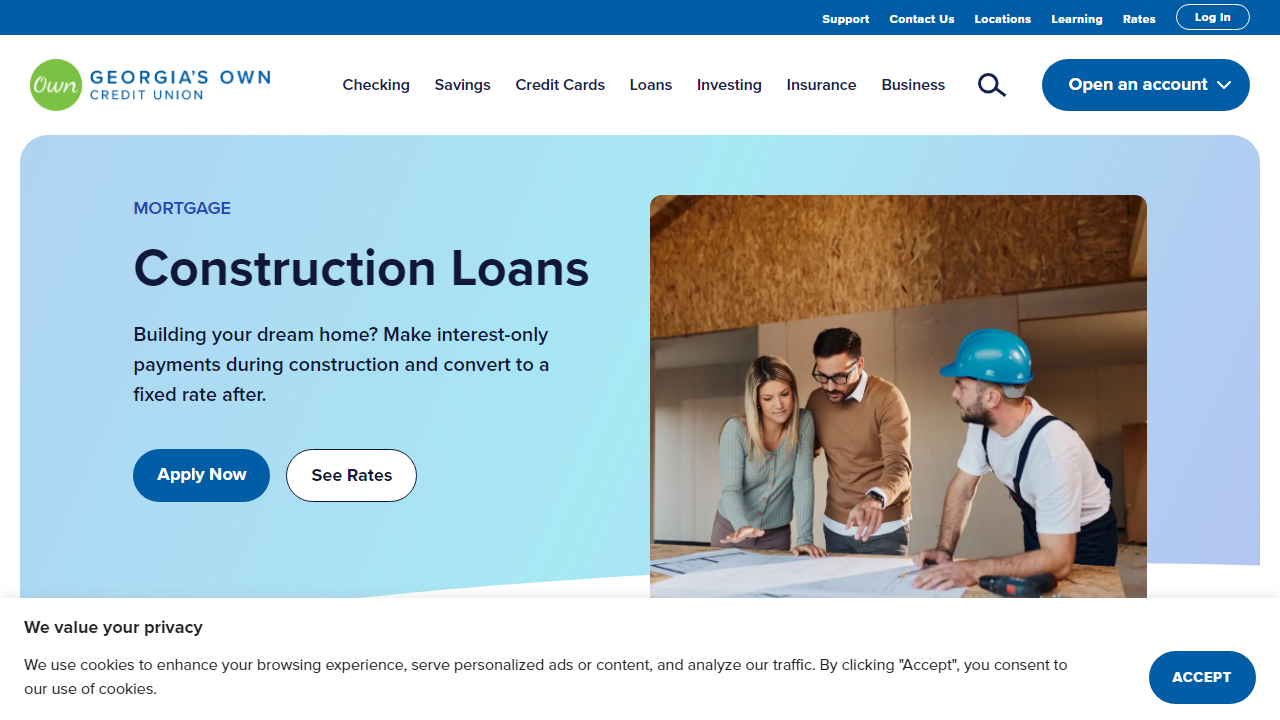 Support Contact Us Locations Learning Rates Log In
Own GEORGIA'S OWN
CREDIT UNION
Checking Savings Credit Cards Loans Investing Insurance Business Open an account
MORTGAGE
Construction Loans
Building your dream home? Make interest-only
payments during construction and convert to a
fixed rate after.
Apply Now See Rates
We value your privacy
We use cookies to enhance your browsing experience, serve personalized ads or content, and analyze our traffic. By clicking "Accept", you consent to
our use of cookies.
ACCEPT